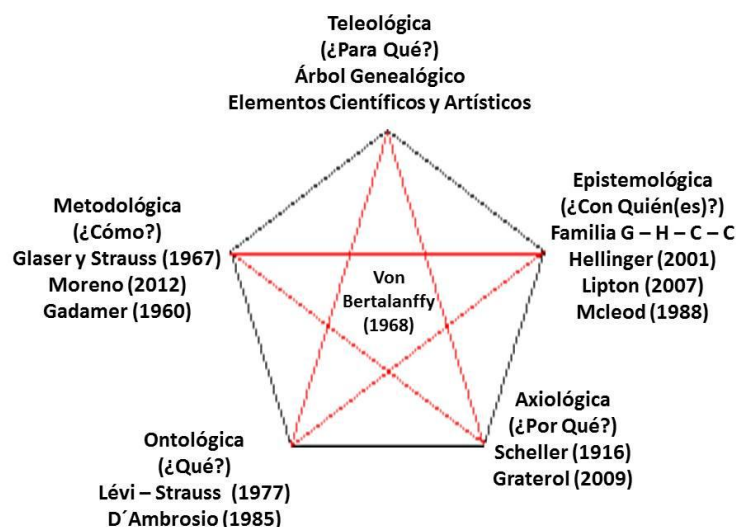 Teleológica
(¿Para Qué?)
Árbol Genealógico
Elementos Científicos y Artísticos
Metodológica
(¿Cómo?)
Glaser y Strauss (1967)
Moreno (2012)
Gadamer (1960)
Epistemológica
(¿Con Quién(es)?)
Familia G – H – C – C
Hellinger (2001)
Lipton (2007)
Mcleod (1988)
Von
Bertalanffy
(1968)
Ontológica
(¿Qué?)
Lévi – Strauss (1977)
D´Ambrosio (1985)
Axiológica
(¿Por Qué?)
Scheller (1916)
Graterol (2009)